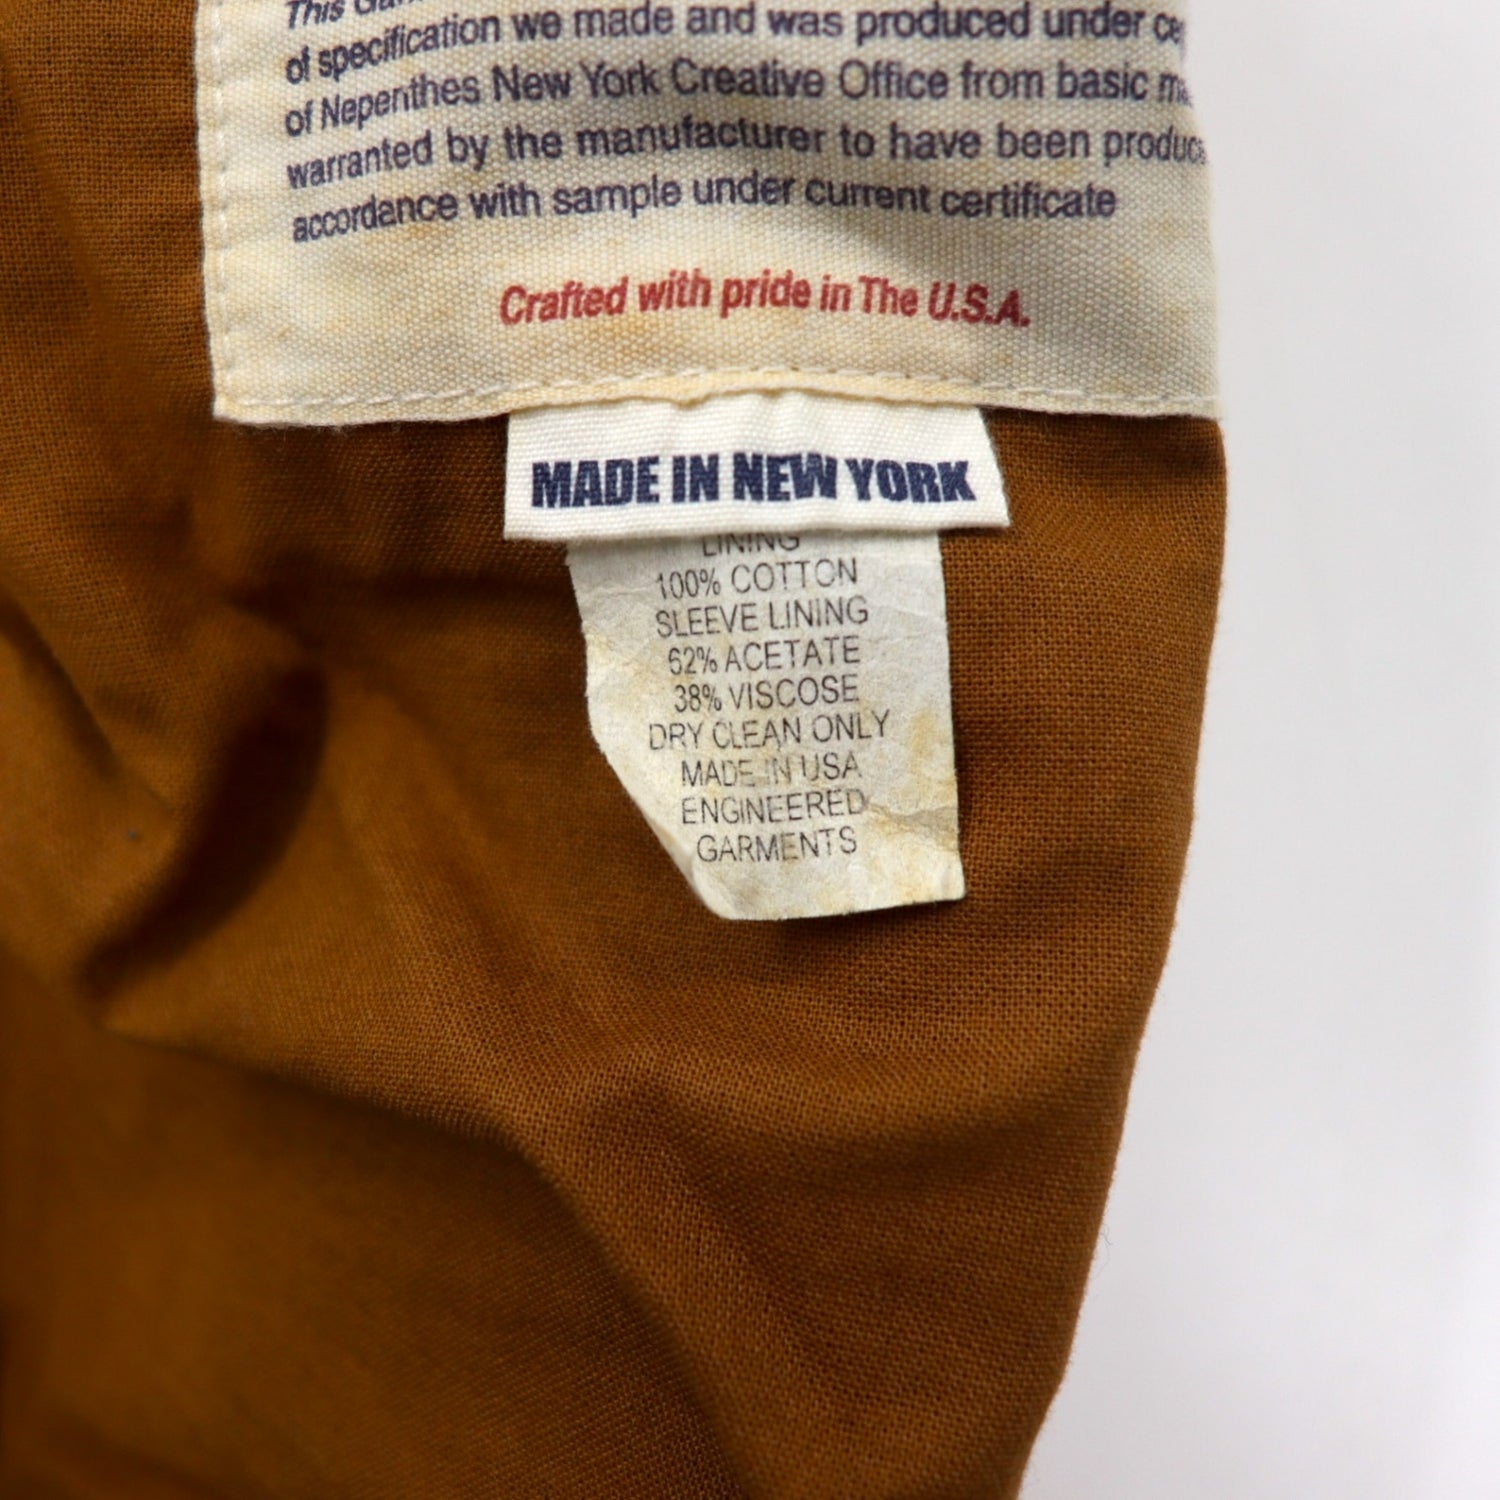 This
of specification we made and was produced under
of Nepenthes New York Creative Office from basic
warranted by the manufacturer to have been
accordance with sample under current certificate
Crafted with pride in The U.S.A.
MADE IN NEW YORK
LINING
100% COTTON
SLEEVE LINING
62% ACETATE
38% VISCOSE
DRY CLEAN ONLY
MADE IN USA
ENGINEERED
GARMENTS